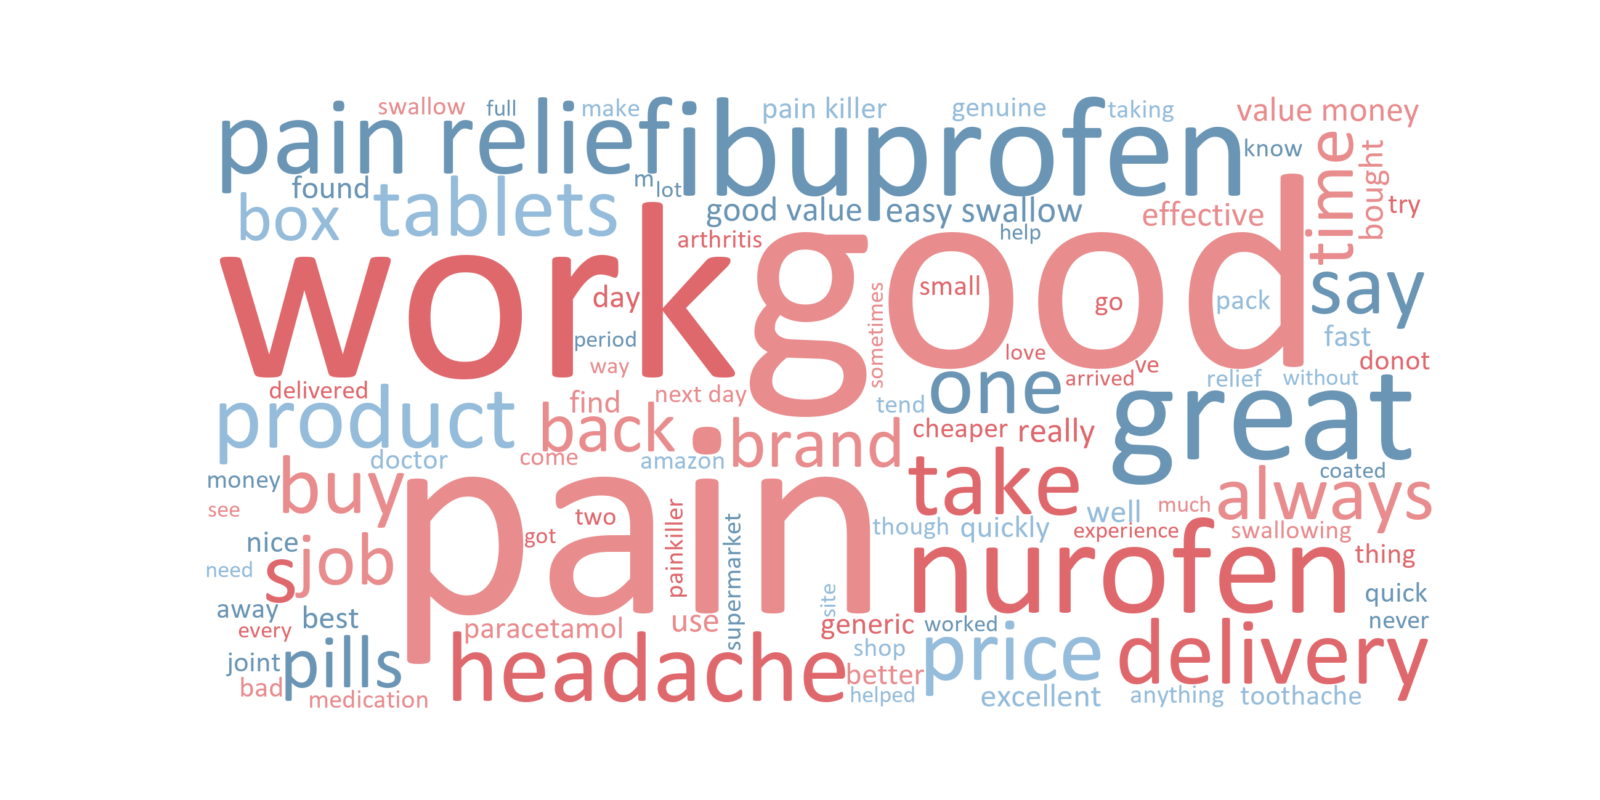 swallow full make pain killer genuine taking value money
pain relief ibuprofen know
time bought
found m lot
box tablets good value easy swallow effective try
arthritis help
work good
day small go pack say
sometimes
period fast
way love ve donot
delivered next day arrived relief without
product find back one great
tend
brand cheaper really
doctor come amazon
money buy take coated
see pain always
two well much
got though quickly experience swallowing
painkiller supermarket
nice job nurofen thing
need s
site quick
away best generic worked never
every paracetamol use
joint pills headache shop price delivery
bad better
medication helped excellent anything toothache